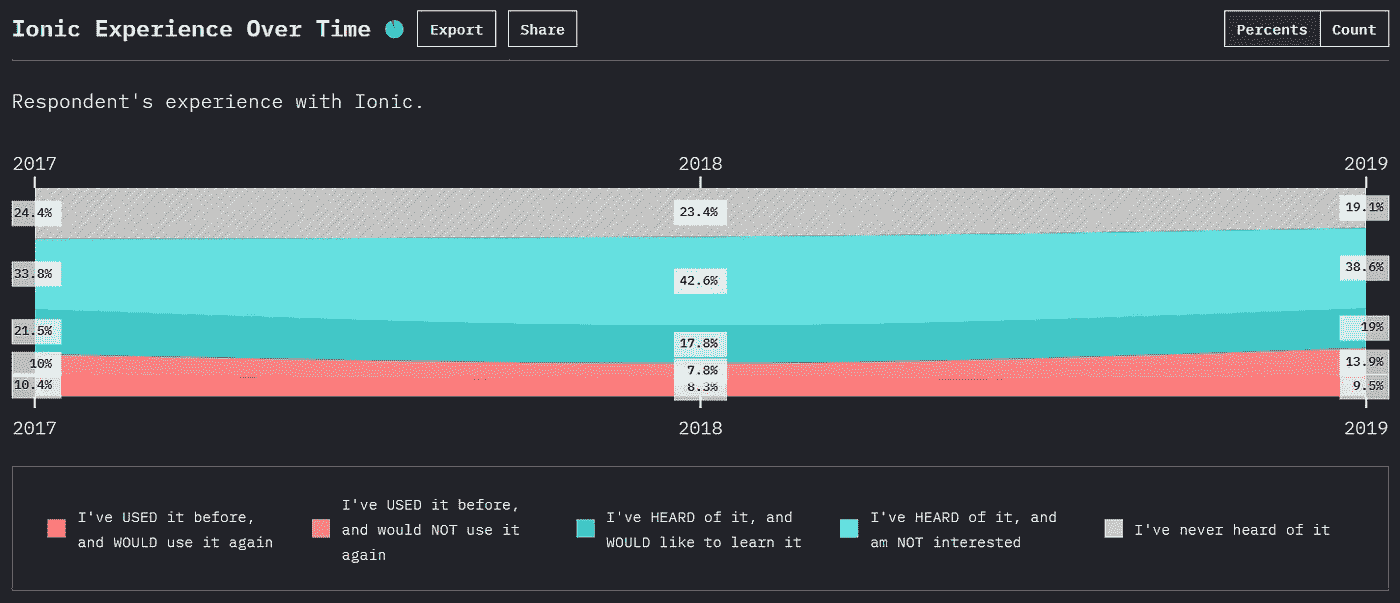 Ionic Experience Over Time Export Share Percents Count
Respondent's experience with Ionic.
2017 2018 2019
24.4% 23.4% 19.1%
33.8% 42.6% 38.6%
21.5% 17.8% 19%
10% 7.8% 13.9%
10.4% 8.3% 9.5%
2017 2018 2019
I've USED it before,
and WOULD use it again
I've USED it before,
and would NOT use it
again
I've HEARD of it, and
WOULD like to learn it
I've HEARD of it, and
am NOT interested
I've never heard of it